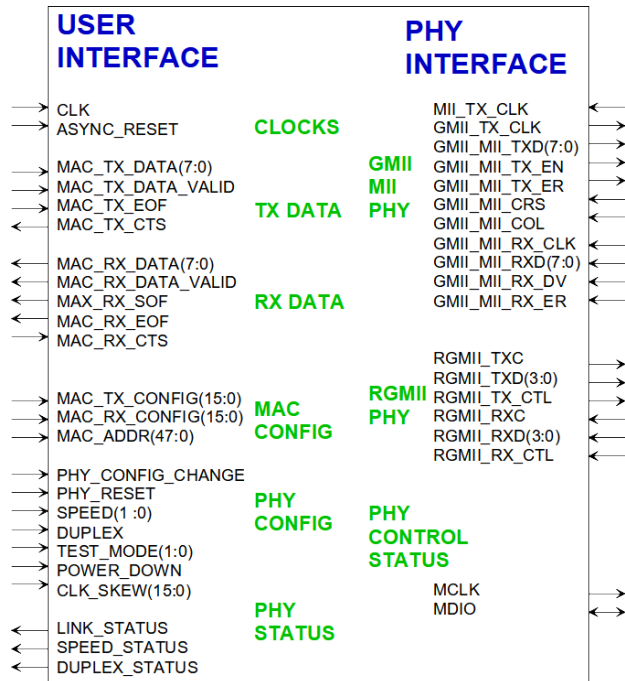 USER
INTERFACE
CLK
ASYNC_RESET
CLOCKS
MAC_TX_DATA(7:0)
MAC_TX_DATA_VALID
MAC_TX_EOF
MAC_TX_CTS
TX DATA
MAC_RX_DATA(7:0)
MAC_RX_DATA_VALID
MAX_RX_SOF
MAC_RX_EOF
MAC_RX_CTS
RX DATA
MAC_TX_CONFIG(15:0)
MAC_RX_CONFIG(15:0)
MAC_ADDR(47:0)
MAC
CONFIG
PHY_CONFIG_CHANGE
PHY_RESET
SPEED(1 :0)
DUPLEX
TEST_MODE(1:0)
POWER_DOWN
CLK_SKEW(15:0)
PHY
CONFIG
LINK_STATUS
SPEED_STATUS
DUPLEX_STATUS
PHY
STATUS
PHY
INTERFACE
GMII
MII
PHY
MII_TX_CLK
GMII_TX_CLK
GMII_MII_TXD(7:0)
GMII_MII_TX_EN
GMII_MII_TX_ER
GMII_MII_CRS
GMII_MII_COL
GMII_MII_RX_CLK
GMII_MII_RXD(7:0)
GMII_MII_RX_DV
GMII_MII_RX_ER
RGMII
PHY
RGMII_TXC
RGMII_TXD(3:0)
RGMII_TX_CTL
RGMII_RXC
RGMII_RXD(3:0)
RGMII_RX_CTL
PHY
CONTROL
STATUS
MCLK
MDIO